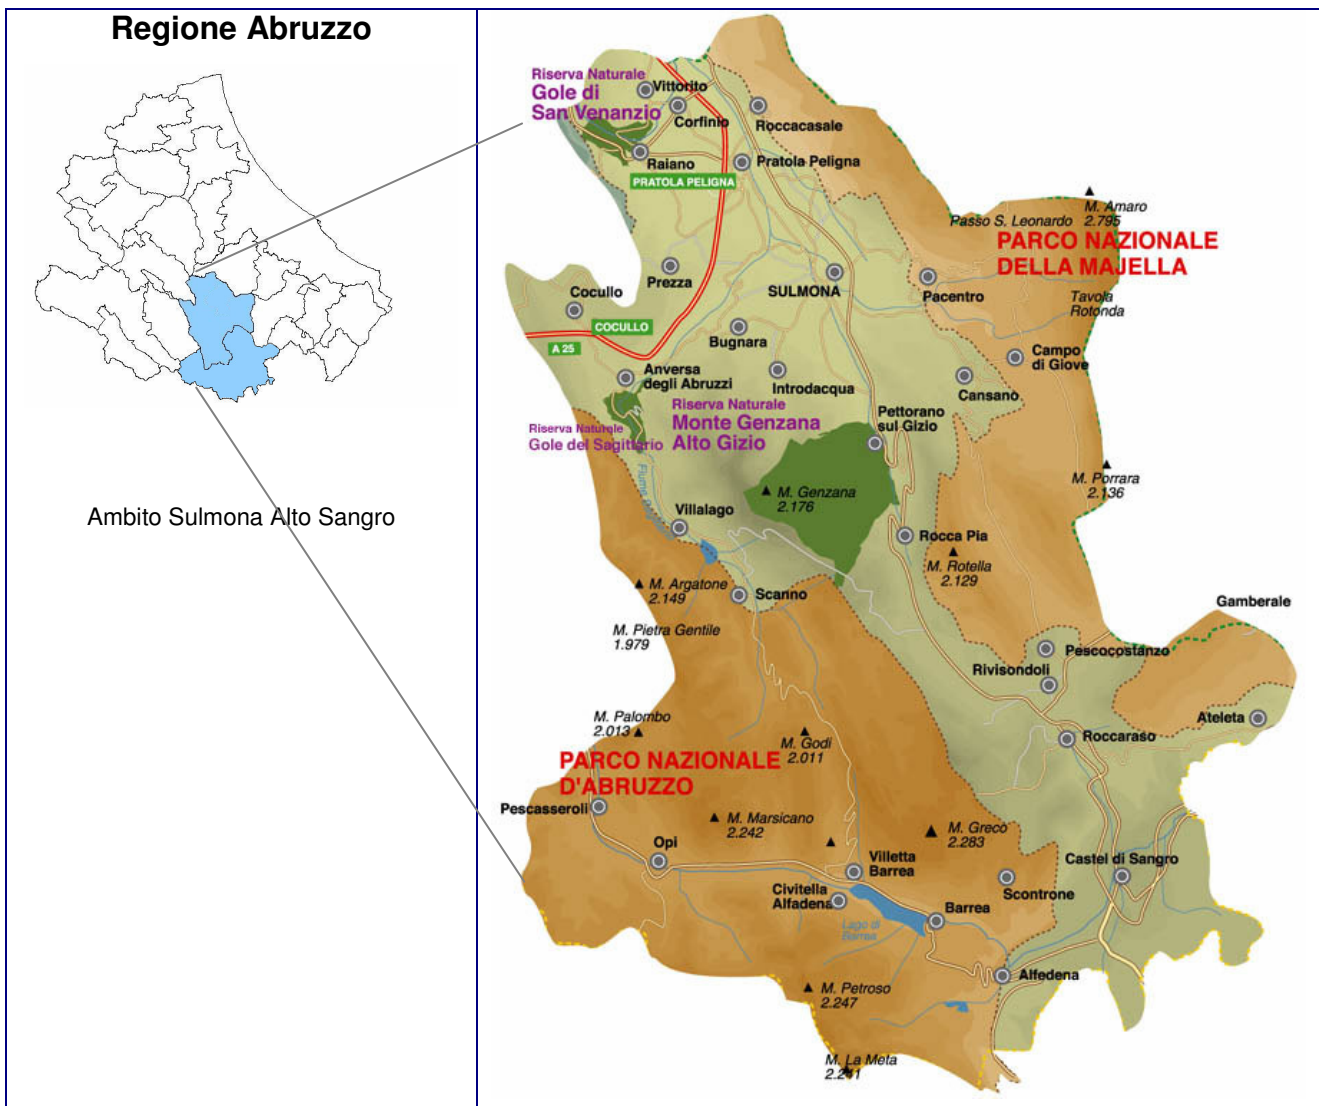 Regione Abruzzo
Ambito Sulmona Alto Sangro
Riserva Naturale
Gole di
San Venanzio
Vittorito
Corfinio
Roccacasale
Raiano
Pratola Peligna
PRATOLA PELIGNA
M. Amaro
2.795
Passo S. Leonardo
PARCO NAZIONALE
DELLA MAJELLA
Prezza
SULMONA
Pacentro
Tavola
Rotonda
Cocullo
COCULLO
A 25
Bugnara
Campo
di Giove
Anversa
degli Abruzzi
Introdacqua
Cansano
Riserva Naturale
Monte Genzana
Alto Gizio
Pettorano
sul Gizio
Riserva Naturale
Gole del Sagittario
Fiume
M. Porrara
2.136
M. Genzana
2.176
Villalago
Rocca Pia
M. Rotella
2.129
M. Argatone
2.149
Scanno
Gamberale
M. Pietra Gentile
1.979
Pescocostanzo
Rivisondoli
M. Palombo
2.013
Ateleta
M. Godi
2.011
Roccaraso
PARCO NAZIONALE
D'ABRUZZO
Pescasseroli
M. Marsicano
2.242
M. Greco
2.283
Opi
Villetta
Barrea
Castel di Sangro
Scontrone
Civitella
Alfadena
Barrea
Lago di
Barrea
Alfedena
M. Petroso
2.247
M. La Meta
2.241